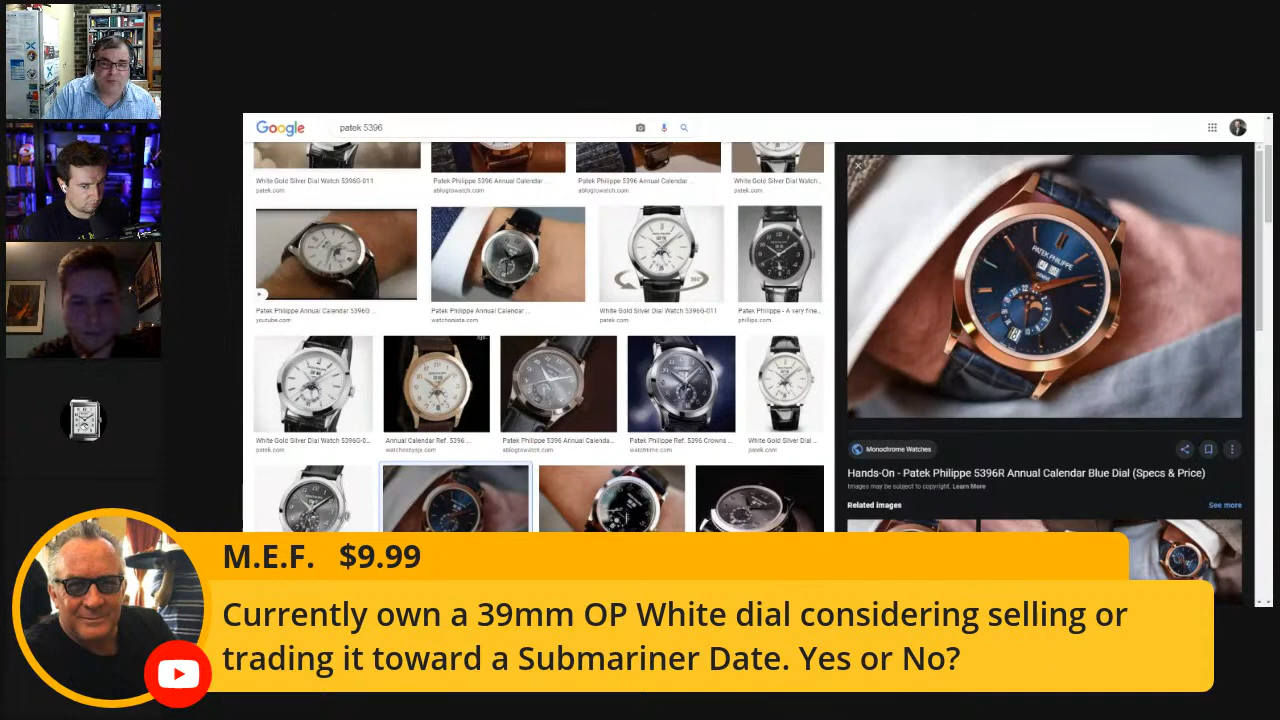 Google
patek 5396
White Gold Silver Dial Watch 5396G-011
patek.com
Patek Philippe 5396 Annual Calendar ...
ablogtowatch.com
Patek Philippe 5396 Annual Calendar ...
ablogtowatch.com
White Gold Silver Dial Watch...
patek.com
Patek Philippe Annual Calendar 5396G ...
youtube.com
Patek Philippe Annual Calendar ...
watchonista.com
White Gold Silver Dial Watch 5396G-011
patek.com
Patek Philippe - A very fine...
phillips.com
White Gold Silver Dial Watch 5396G-0...
patek.com
Annual Calendar Ref. 5396 ...
watchesbysjx.com
Patek Philippe 5396 Annual Calenda...
ablogtowatch.com
Patek Philippe Ref. 5396 Crowns ...
watchtime.com
White Gold Silver Dial ...
patek.com
360°
PATEK PHILIPPE
GENEVE
Monochrome Watches
Hands-On - Patek Philippe 5396R Annual Calendar Blue Dial (Specs & Price)
Images may be subject to copyright. Learn More
Related images
See more
M.E.F. $9.99
Currently own a 39mm OP White dial considering selling or
trading it toward a Submariner Date. Yes or No?